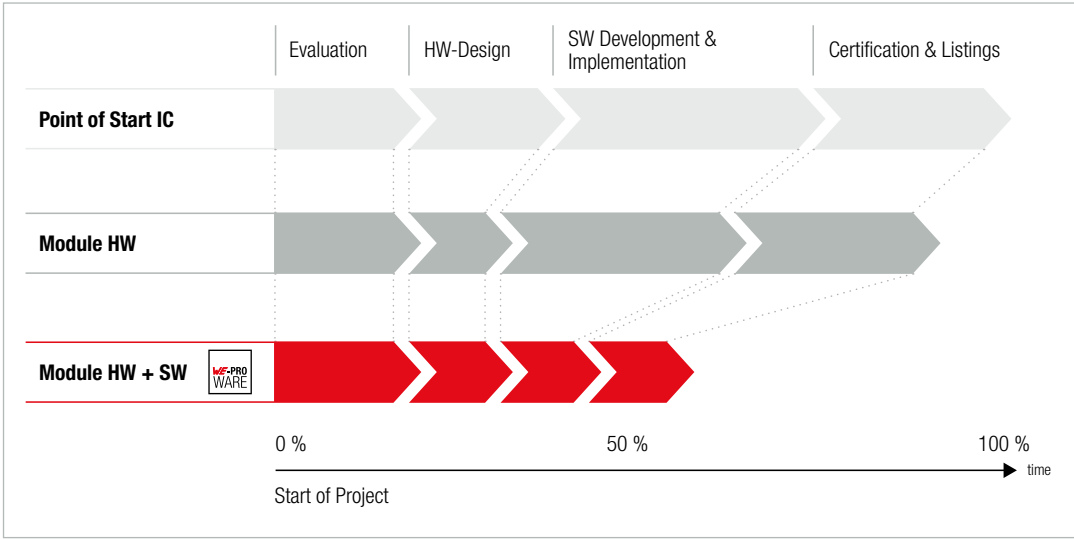 Evaluation
HW-Design
SW Development &
Implementation
Certification & Listings
Point of Start IC
Module HW
Module HW + SW
WE-PRO
WARE
0 %
50 %
100 %
time
Start of Project